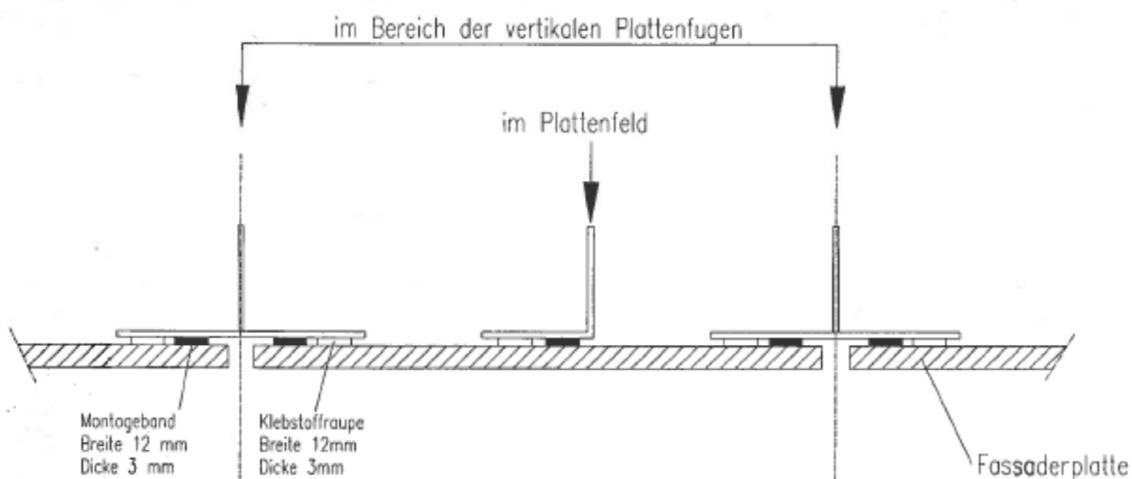 im Bereich der vertikalen Plattenfugen
im Plattenfeld
Montageband
Breite 12 mm
Dicke 3 mm
Klebstoffraupe
Breite 12mm
Dicke 3mm
Fassaderplatte